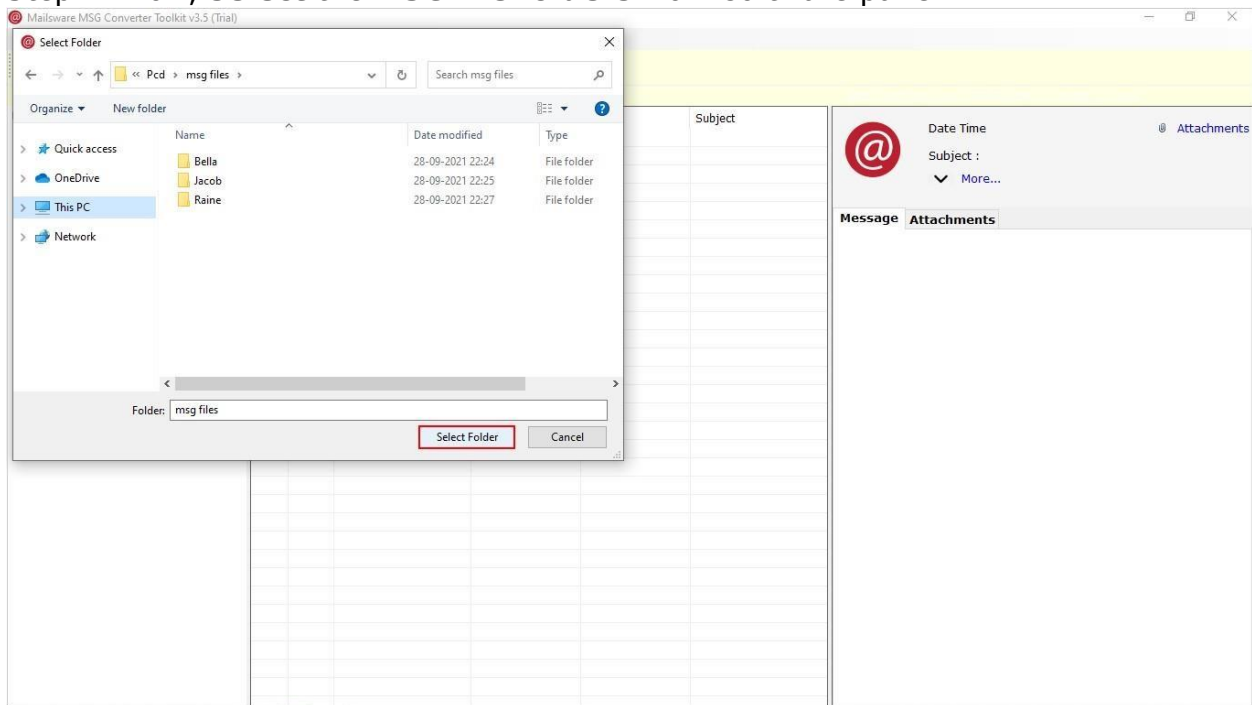 Mailsware MSG Converter Toolkit v3.5 (Trial)
Select Folder
« Pcd › msg files ›
Search msg files
Organize
New folder
Name
Date modified
Type
Quick access
OneDrive
This PC
Network
Bella 28-09-2021 22:24 File folder
Jacob 28-09-2021 22:25 File folder
Raine 28-09-2021 22:27 File folder
Folder: msg files
Select Folder
Cancel
Subject
Date Time
Attachments
Subject :
More...
Message Attachments